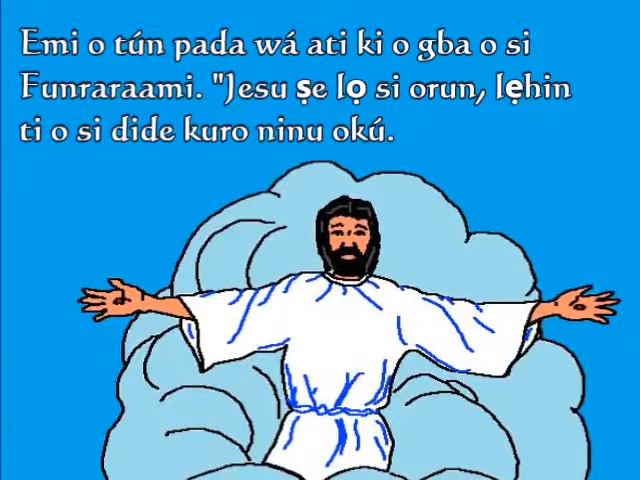 Emi o tún pada wá ati ki o gba o si
Funraraami. "Jesu ṣe lọ si orun, lẹhin
ti o si dide kuro ninu okú.